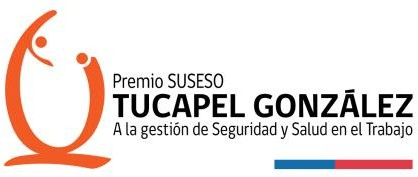 Premio SUSESO
TUCAPEL GONZÁLEZ
A la gestión de Seguridad y Salud en el Trabajo